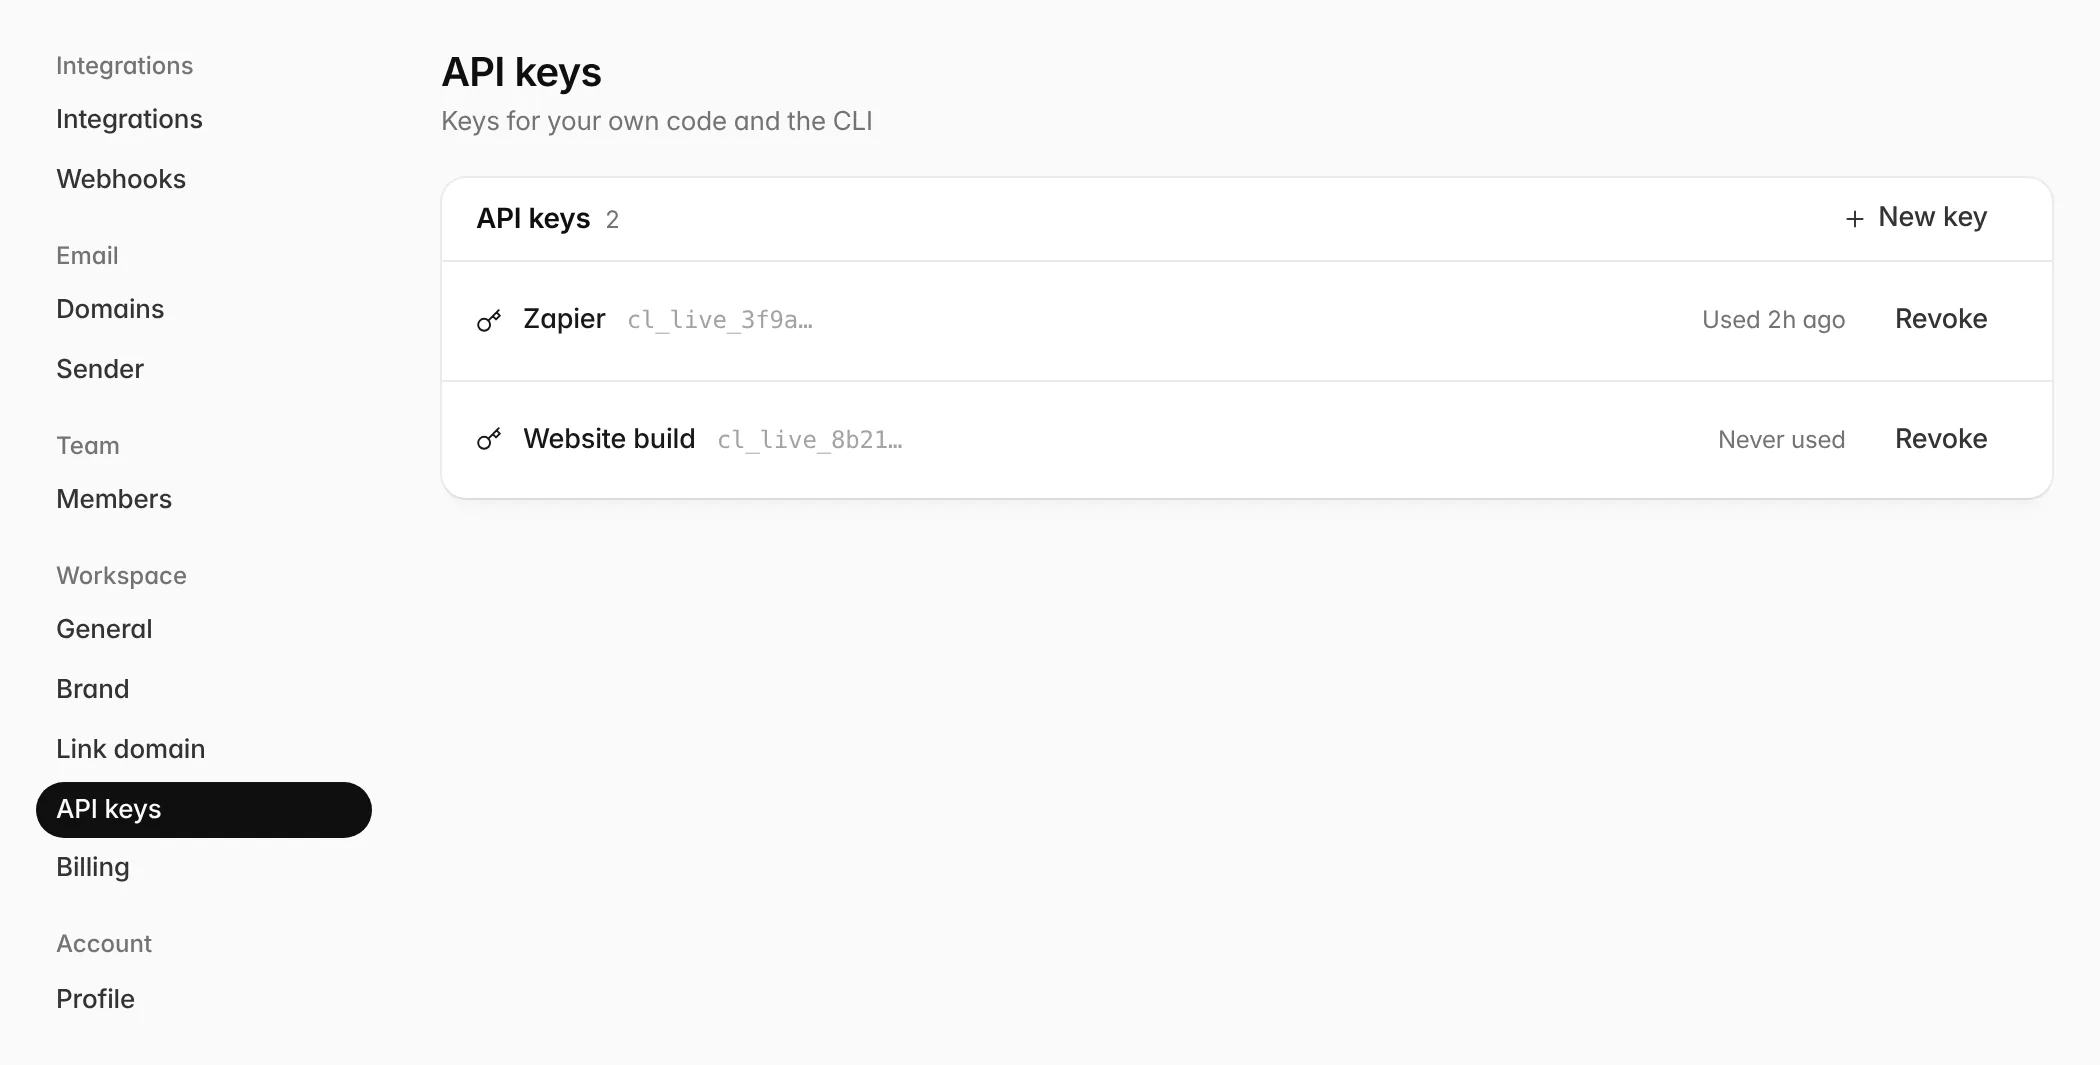 Integrations
Integrations
Webhooks
Email
Domains
Sender
Team
Members
Workspace
General
Brand
Link domain
API keys
Billing
Account
Profile
API keys
Keys for your own code and the CLI
API keys 2
+ New key
Zapier cl_live_3f9a… Used 2h ago Revoke
Website build cl_live_8b21… Never used Revoke